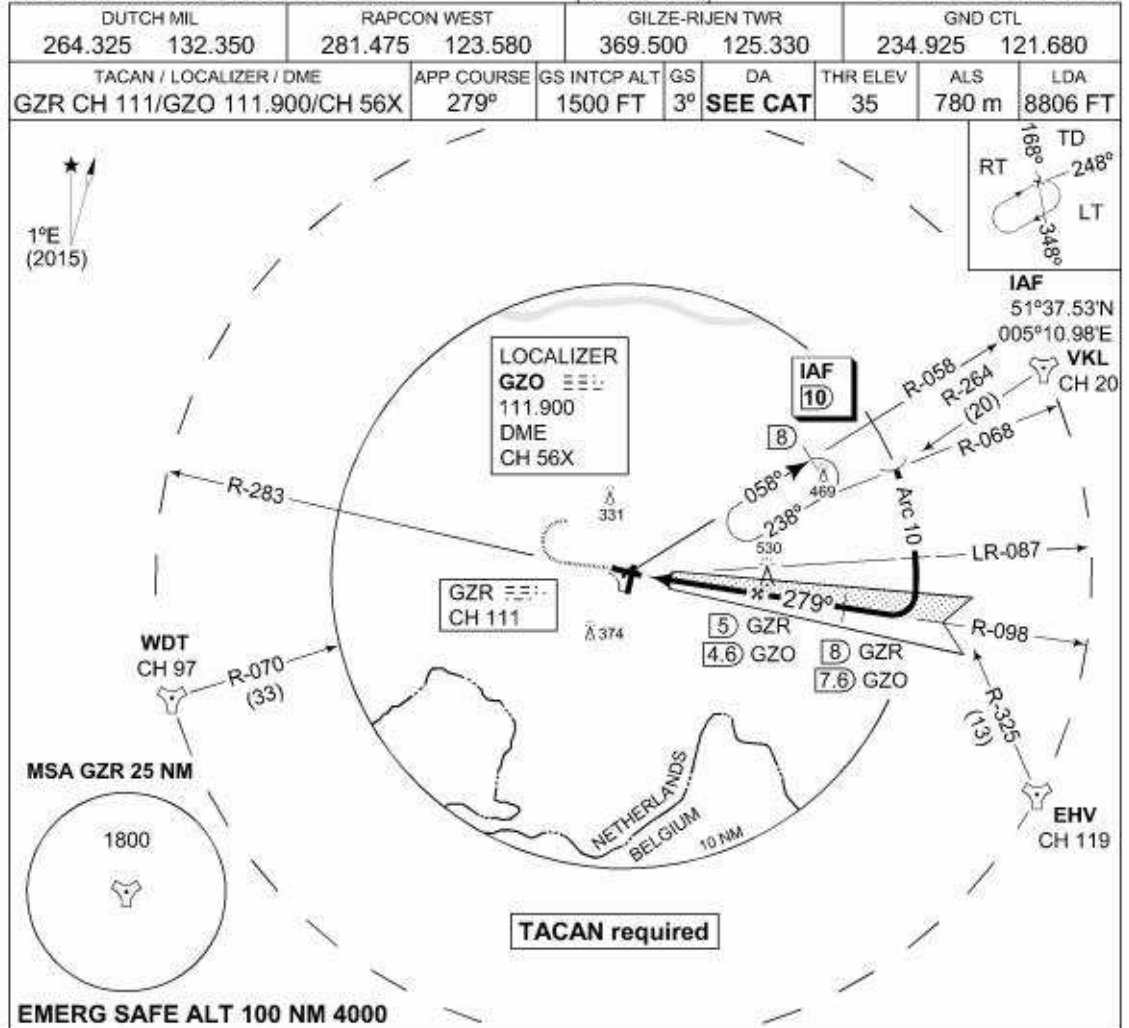 DUTCH MIL
264.325 132.350
RAPCON WEST
281.475 123.580
GILZE-RIJEN TWR
369.500 125.330
GND CTL
234.925 121.680
TACAN / LOCALIZER / DME
GZR CH 111/GZO 111.900/CH 56X
APP COURSE
279º
GS INTCP ALT
1500 FT
GS
3º
DA
SEE CAT
THR ELEV
35
ALS
780 m
LDA
8806 FT
1ºE
(2015)
168º
TD
RT
248º
LT
348º
IAF
51º37.53'N
005º10.98'E
VKL
CH 20
LOCALIZER
GZO
111.900
DME
CH 56X
IAF
10
R-058
R-264
(20)
R-068
8
058º
469
238º
Arc 10
R-283
331
530
LR-087
GZR
CH 111
279º
R-098
374
5 GZR
4.6 GZO
8 GZR
7.6 GZO
WDT
CH 97
R-070
(33)
R-325
(13)
MSA GZR 25 NM
1800
NETHERLANDS
BELGIUM
10 NM
EHV
CH 119
TACAN required
EMERG SAFE ALT 100 NM 4000